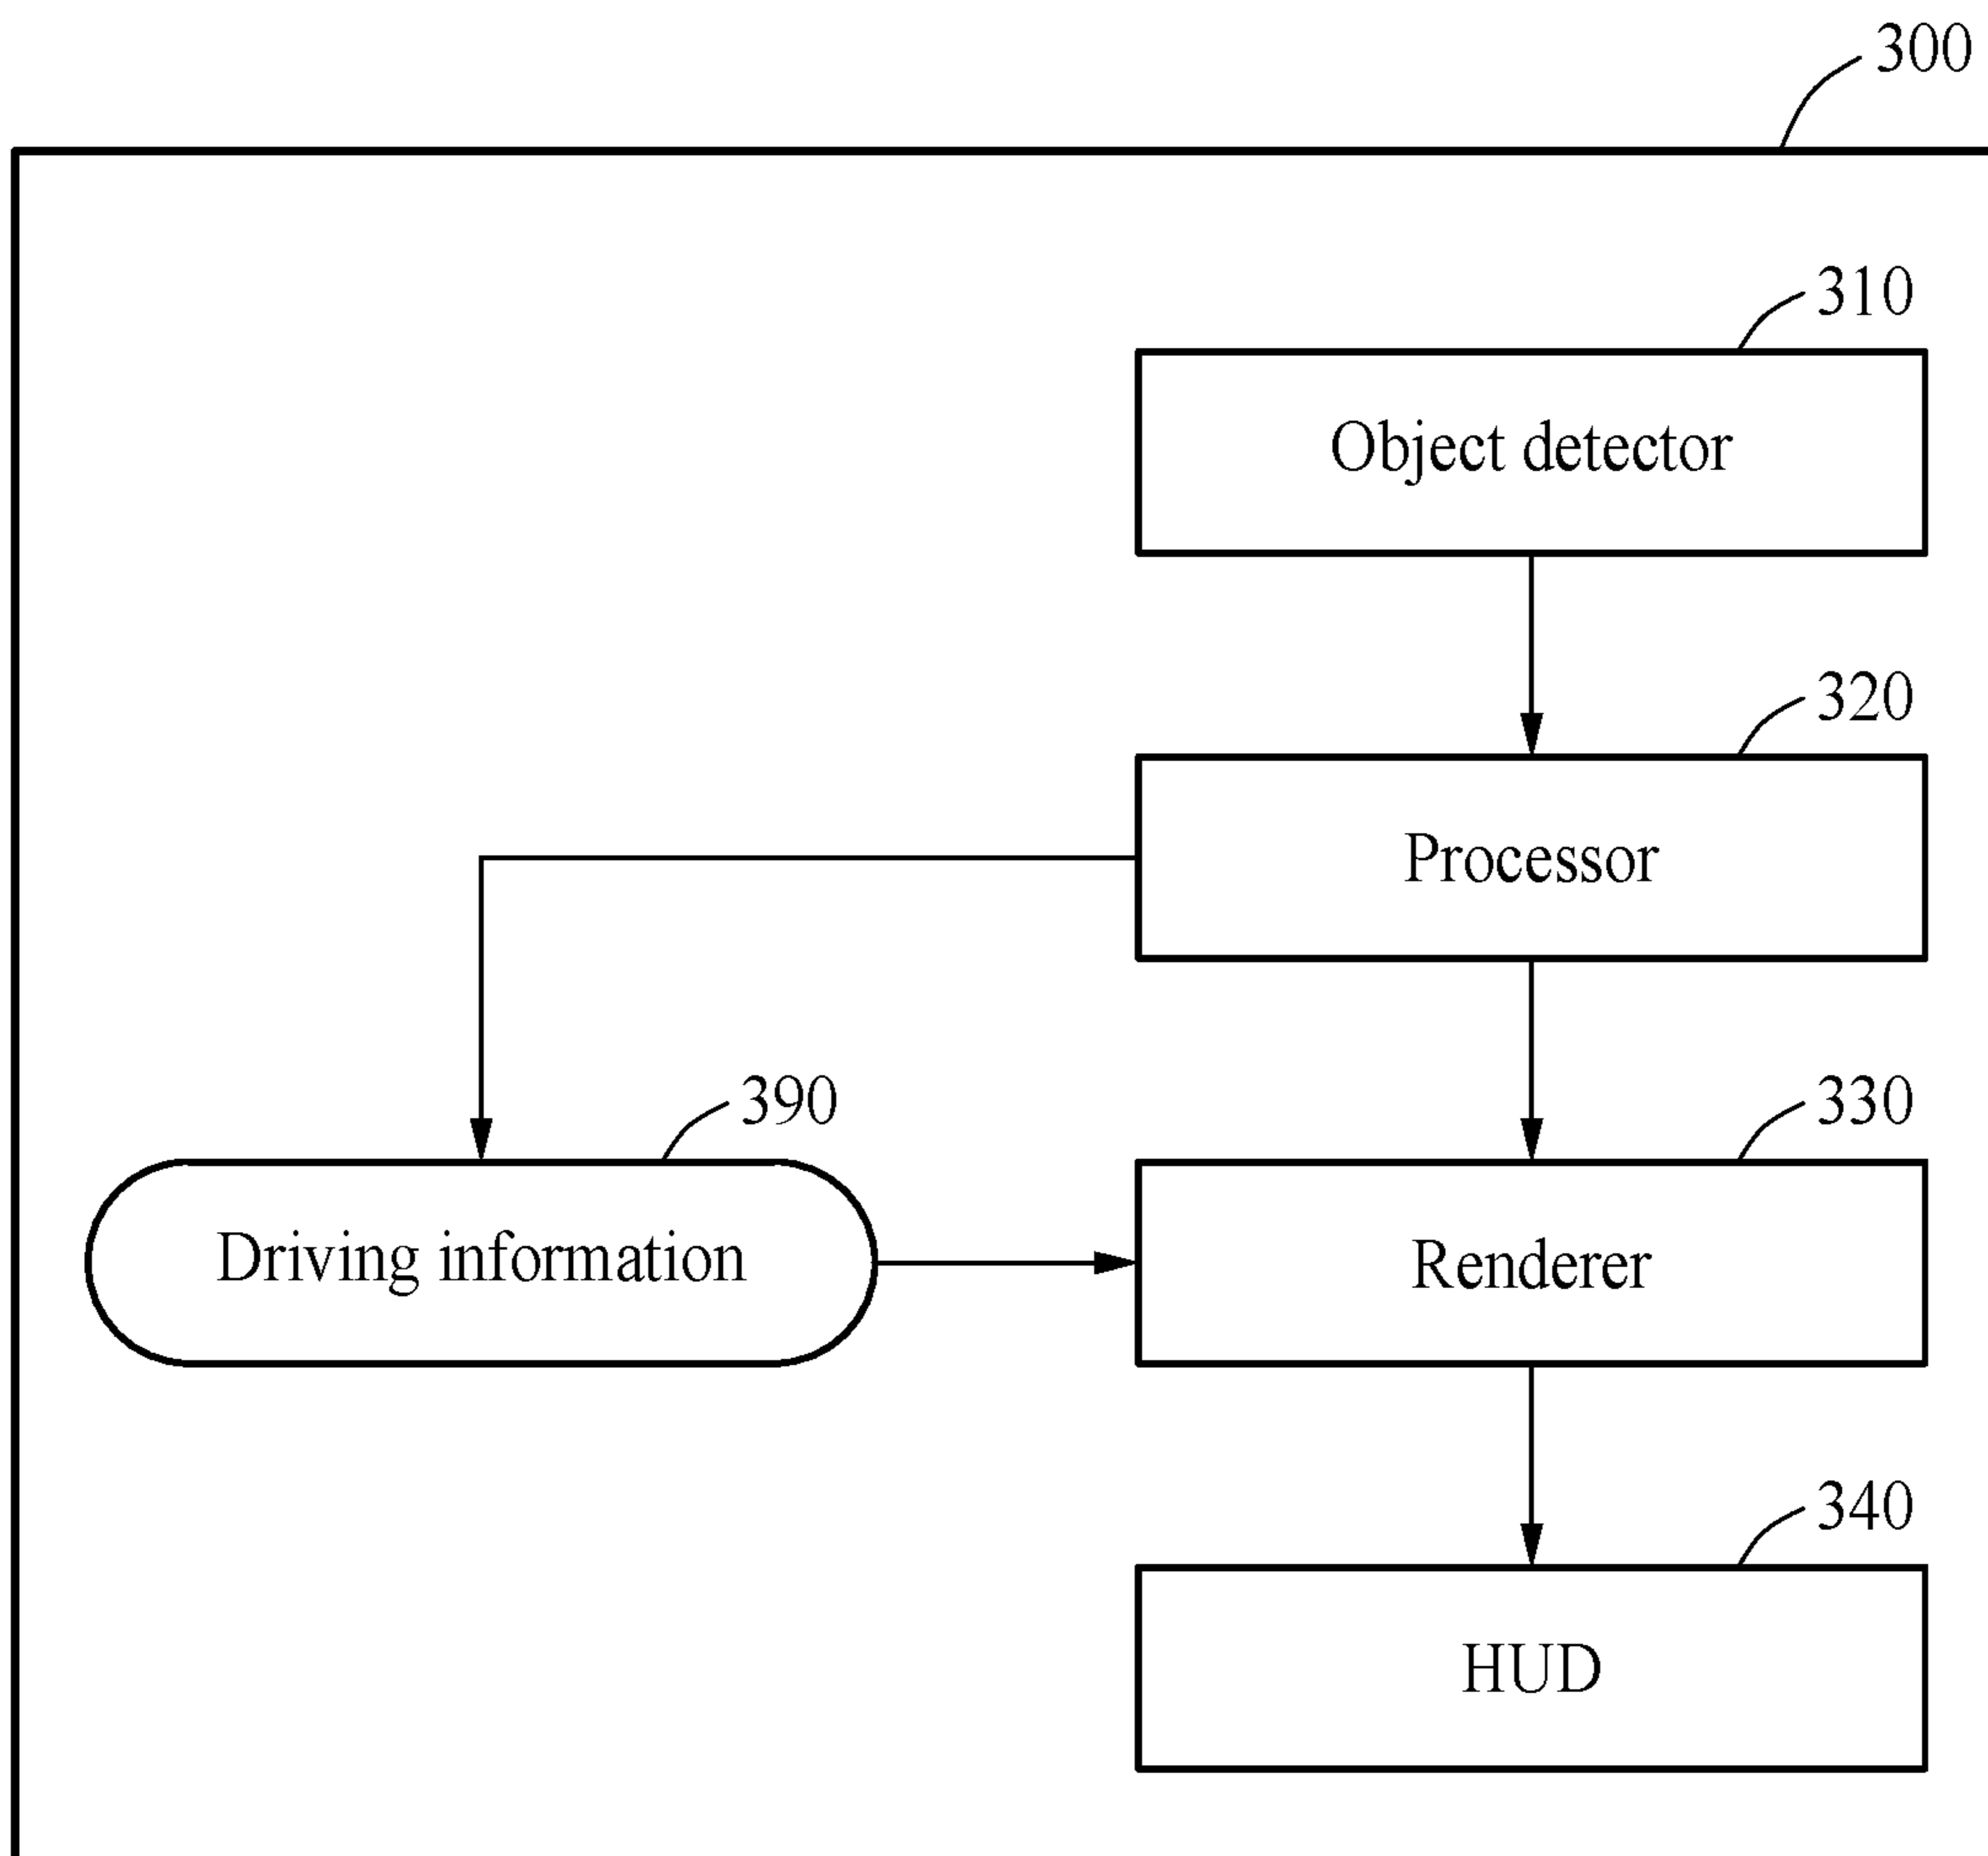 300
310
Object detector
320
Processor
390
330
Driving information
Renderer
340
HUD